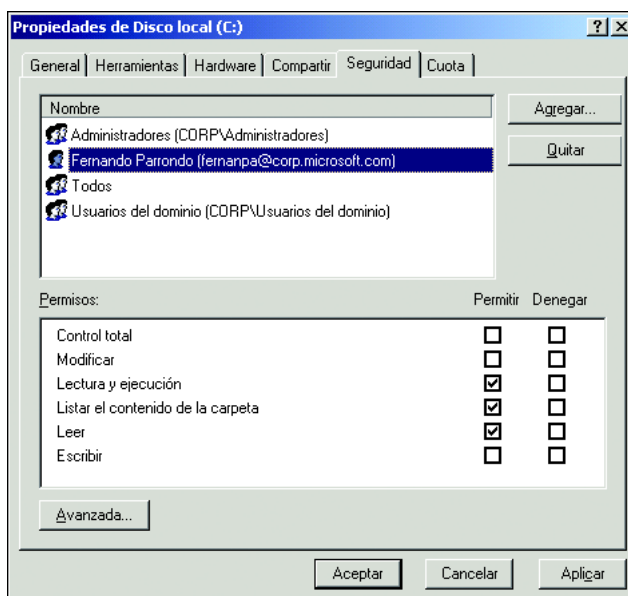 Propiedades de Disco local (C:)
General Herramientas Hardware Compartir Seguridad Cuota
Nombre
Administradores (CORP\Administradores)
Fernando Parrondo (fernanpa@corp.microsoft.com)
Todos
Usuarios del dominio (CORP\Usuarios del dominio)
Agregar...
Quitar
Permisos: Permitir Denegar
Control total
Modificar
Lectura y ejecución
Listar el contenido de la carpeta
Leer
Escribir
Avanzada...
Aceptar Cancelar Aplicar